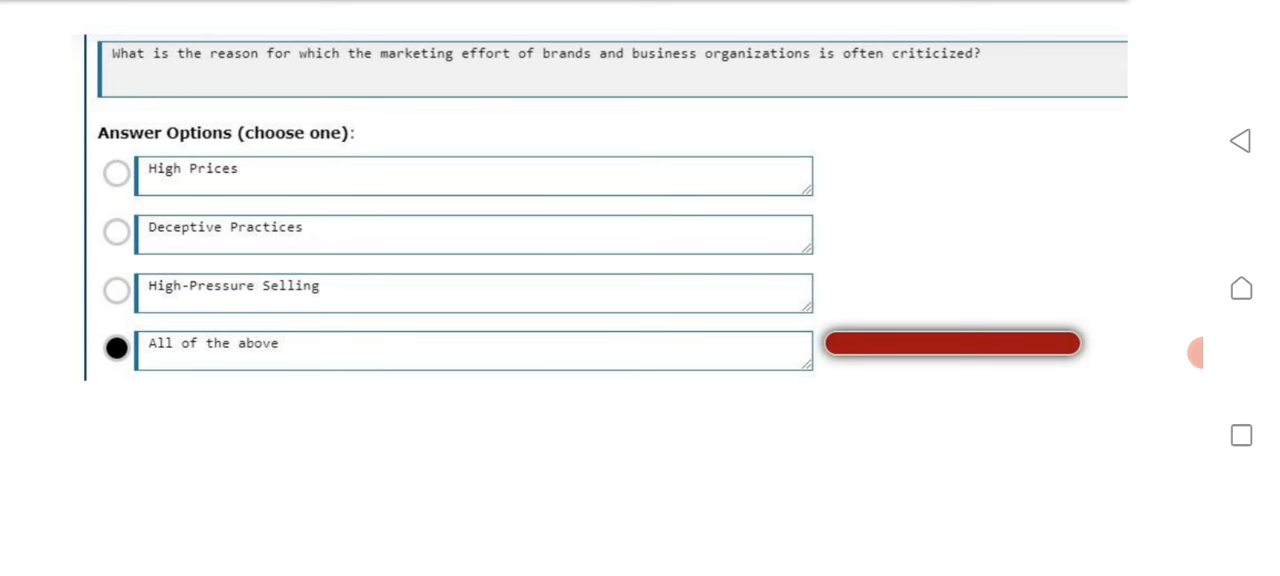 What is the reason for which the marketing effort of brands and business organizations is often criticized?
Answer Options (choose one):
High Prices
Deceptive Practices
High-Pressure Selling
All of the above